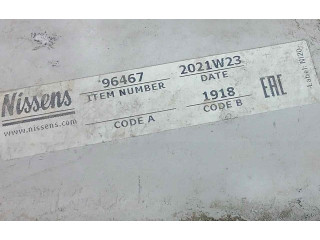 Nissens
www.nissens.com
96467
ITEM NUMBER
2021W23
DATE
CODE A
1918
CODE B
EAC